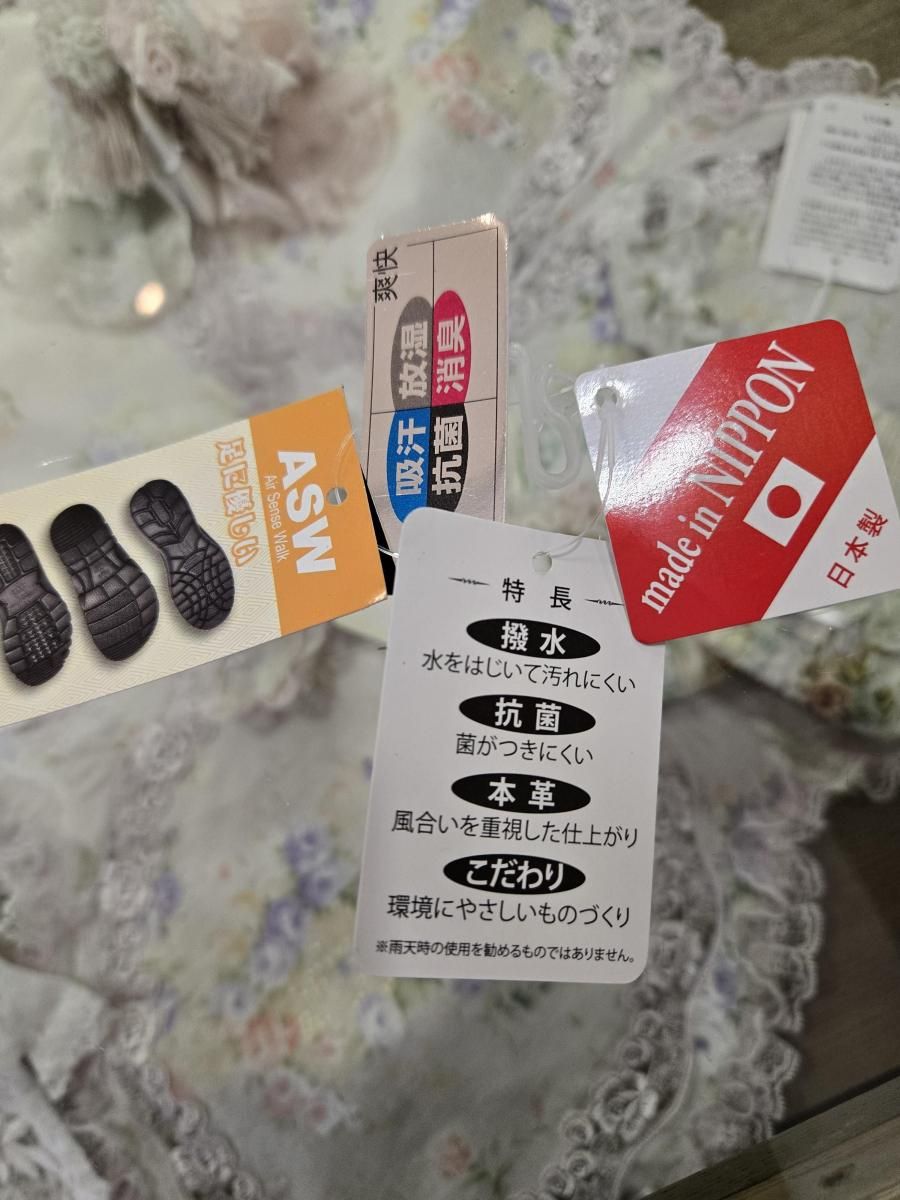 爽快
放湿
消臭
吸汗
抗菌
ASW
Air Sense Walk
足に優しい
made in NIPPON
日本製
特長
撥水
水をはじいて汚れにくい
抗菌
菌がつきにくい
本革
風合いを重視した仕上がり
こだわり
環境にやさしいものづくり
※雨天時の使用を勧めるものではありません。